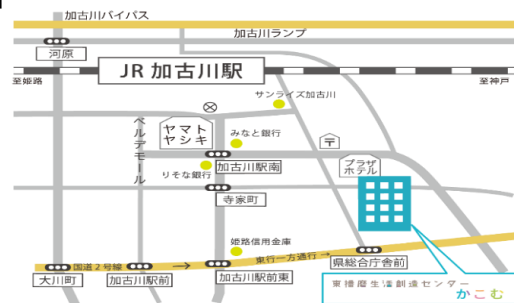 加古川バイパス
加古川ランプ
河原
JR 加古川駅
至姫路
至神戸
サンライズ加古川
ベルデモール
ヤマト
ヤシキ
みなと銀行
〒
りそな銀行
加古川駅南
プラザ
ホテル
寺家町
姫路信用金庫
東行一方通行→
国道2号線
→
県総合庁舎前
大川町
加古川駅前
加古川駅前東
東播磨生活創造センター
かこむ